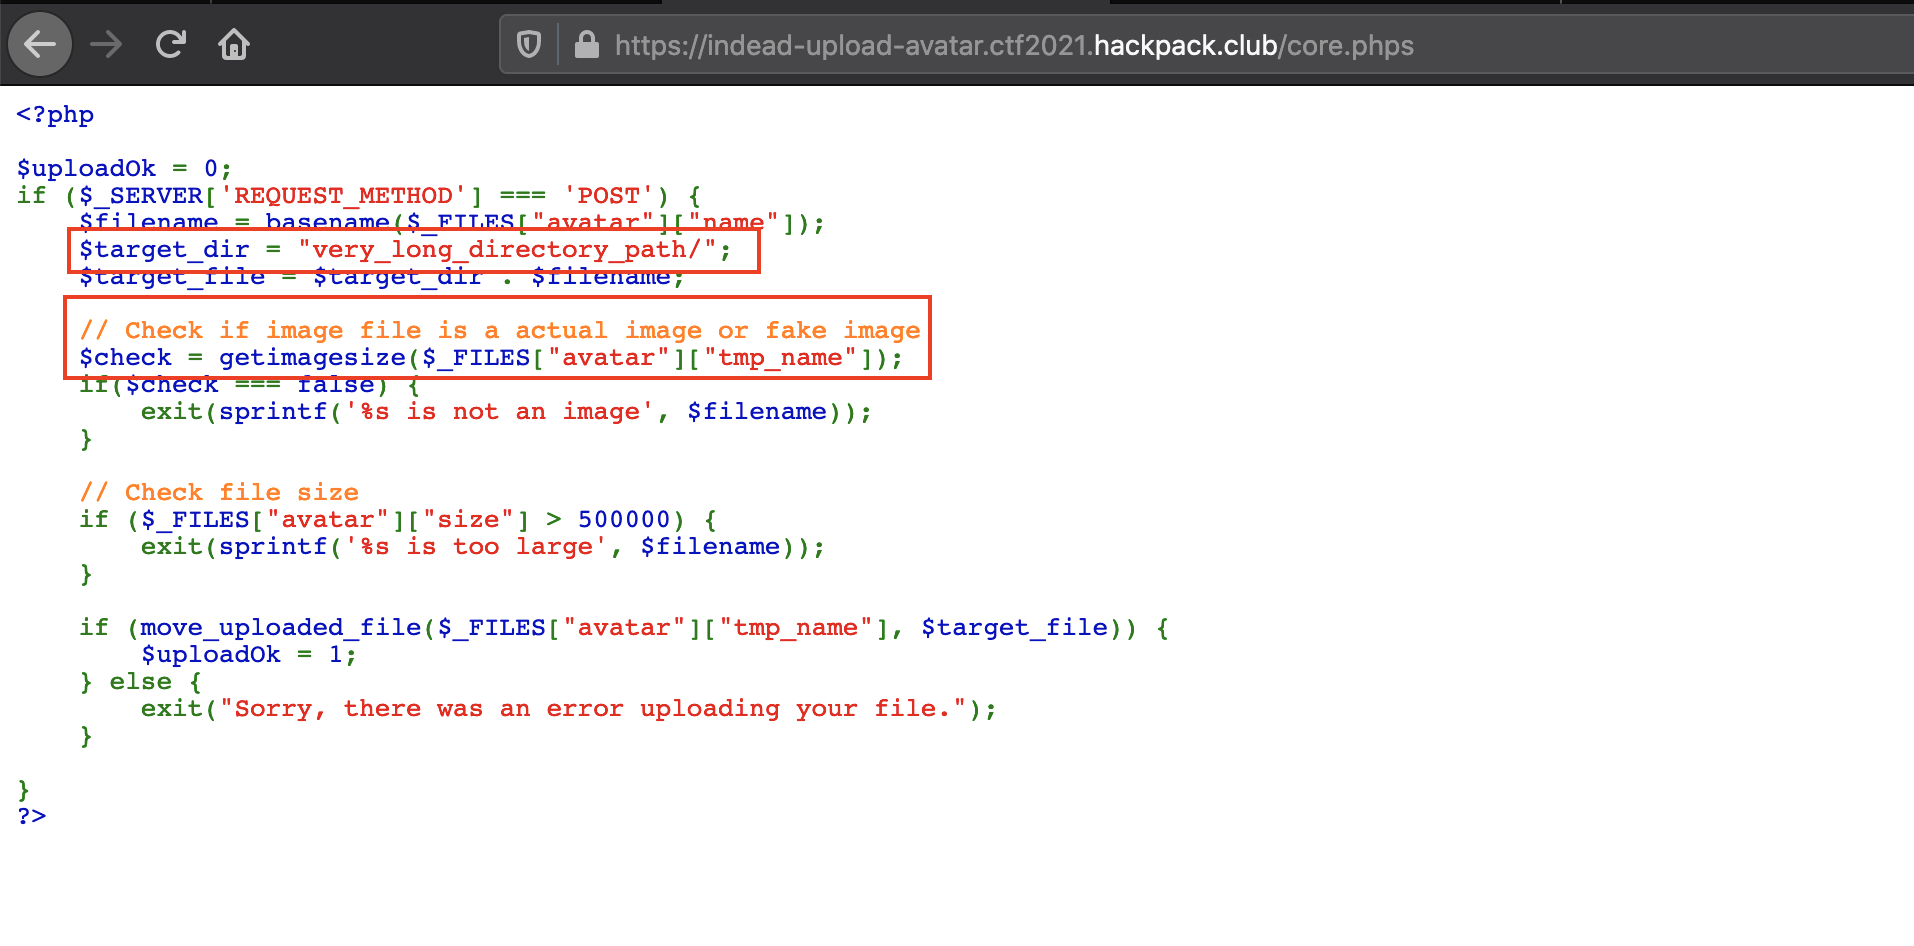 https://indead-upload-avatar.ctf2021.hackpack.club/core.phps
<?php
$uploadOk = 0;
if ($_SERVER['REQUEST_METHOD'] === 'POST') {
    $filename = basename($_FILES["avatar"]["name"]);
    $target_dir = "very_long_directory_path/";
    $target_file = $target_dir . $filename;
    // Check if image file is a actual image or fake image
    $check = getimagesize($_FILES["avatar"]["tmp_name"]);
    if($check === false) {
        exit(sprintf('%s is not an image', $filename));
    }
    // Check file size
    if ($_FILES["avatar"]["size"] > 500000) {
        exit(sprintf('%s is too large', $filename));
    }
    if (move_uploaded_file($_FILES["avatar"]["tmp_name"], $target_file)) {
        $uploadOk = 1;
    } else {
        exit("Sorry, there was an error uploading your file.");
    }
}
?>